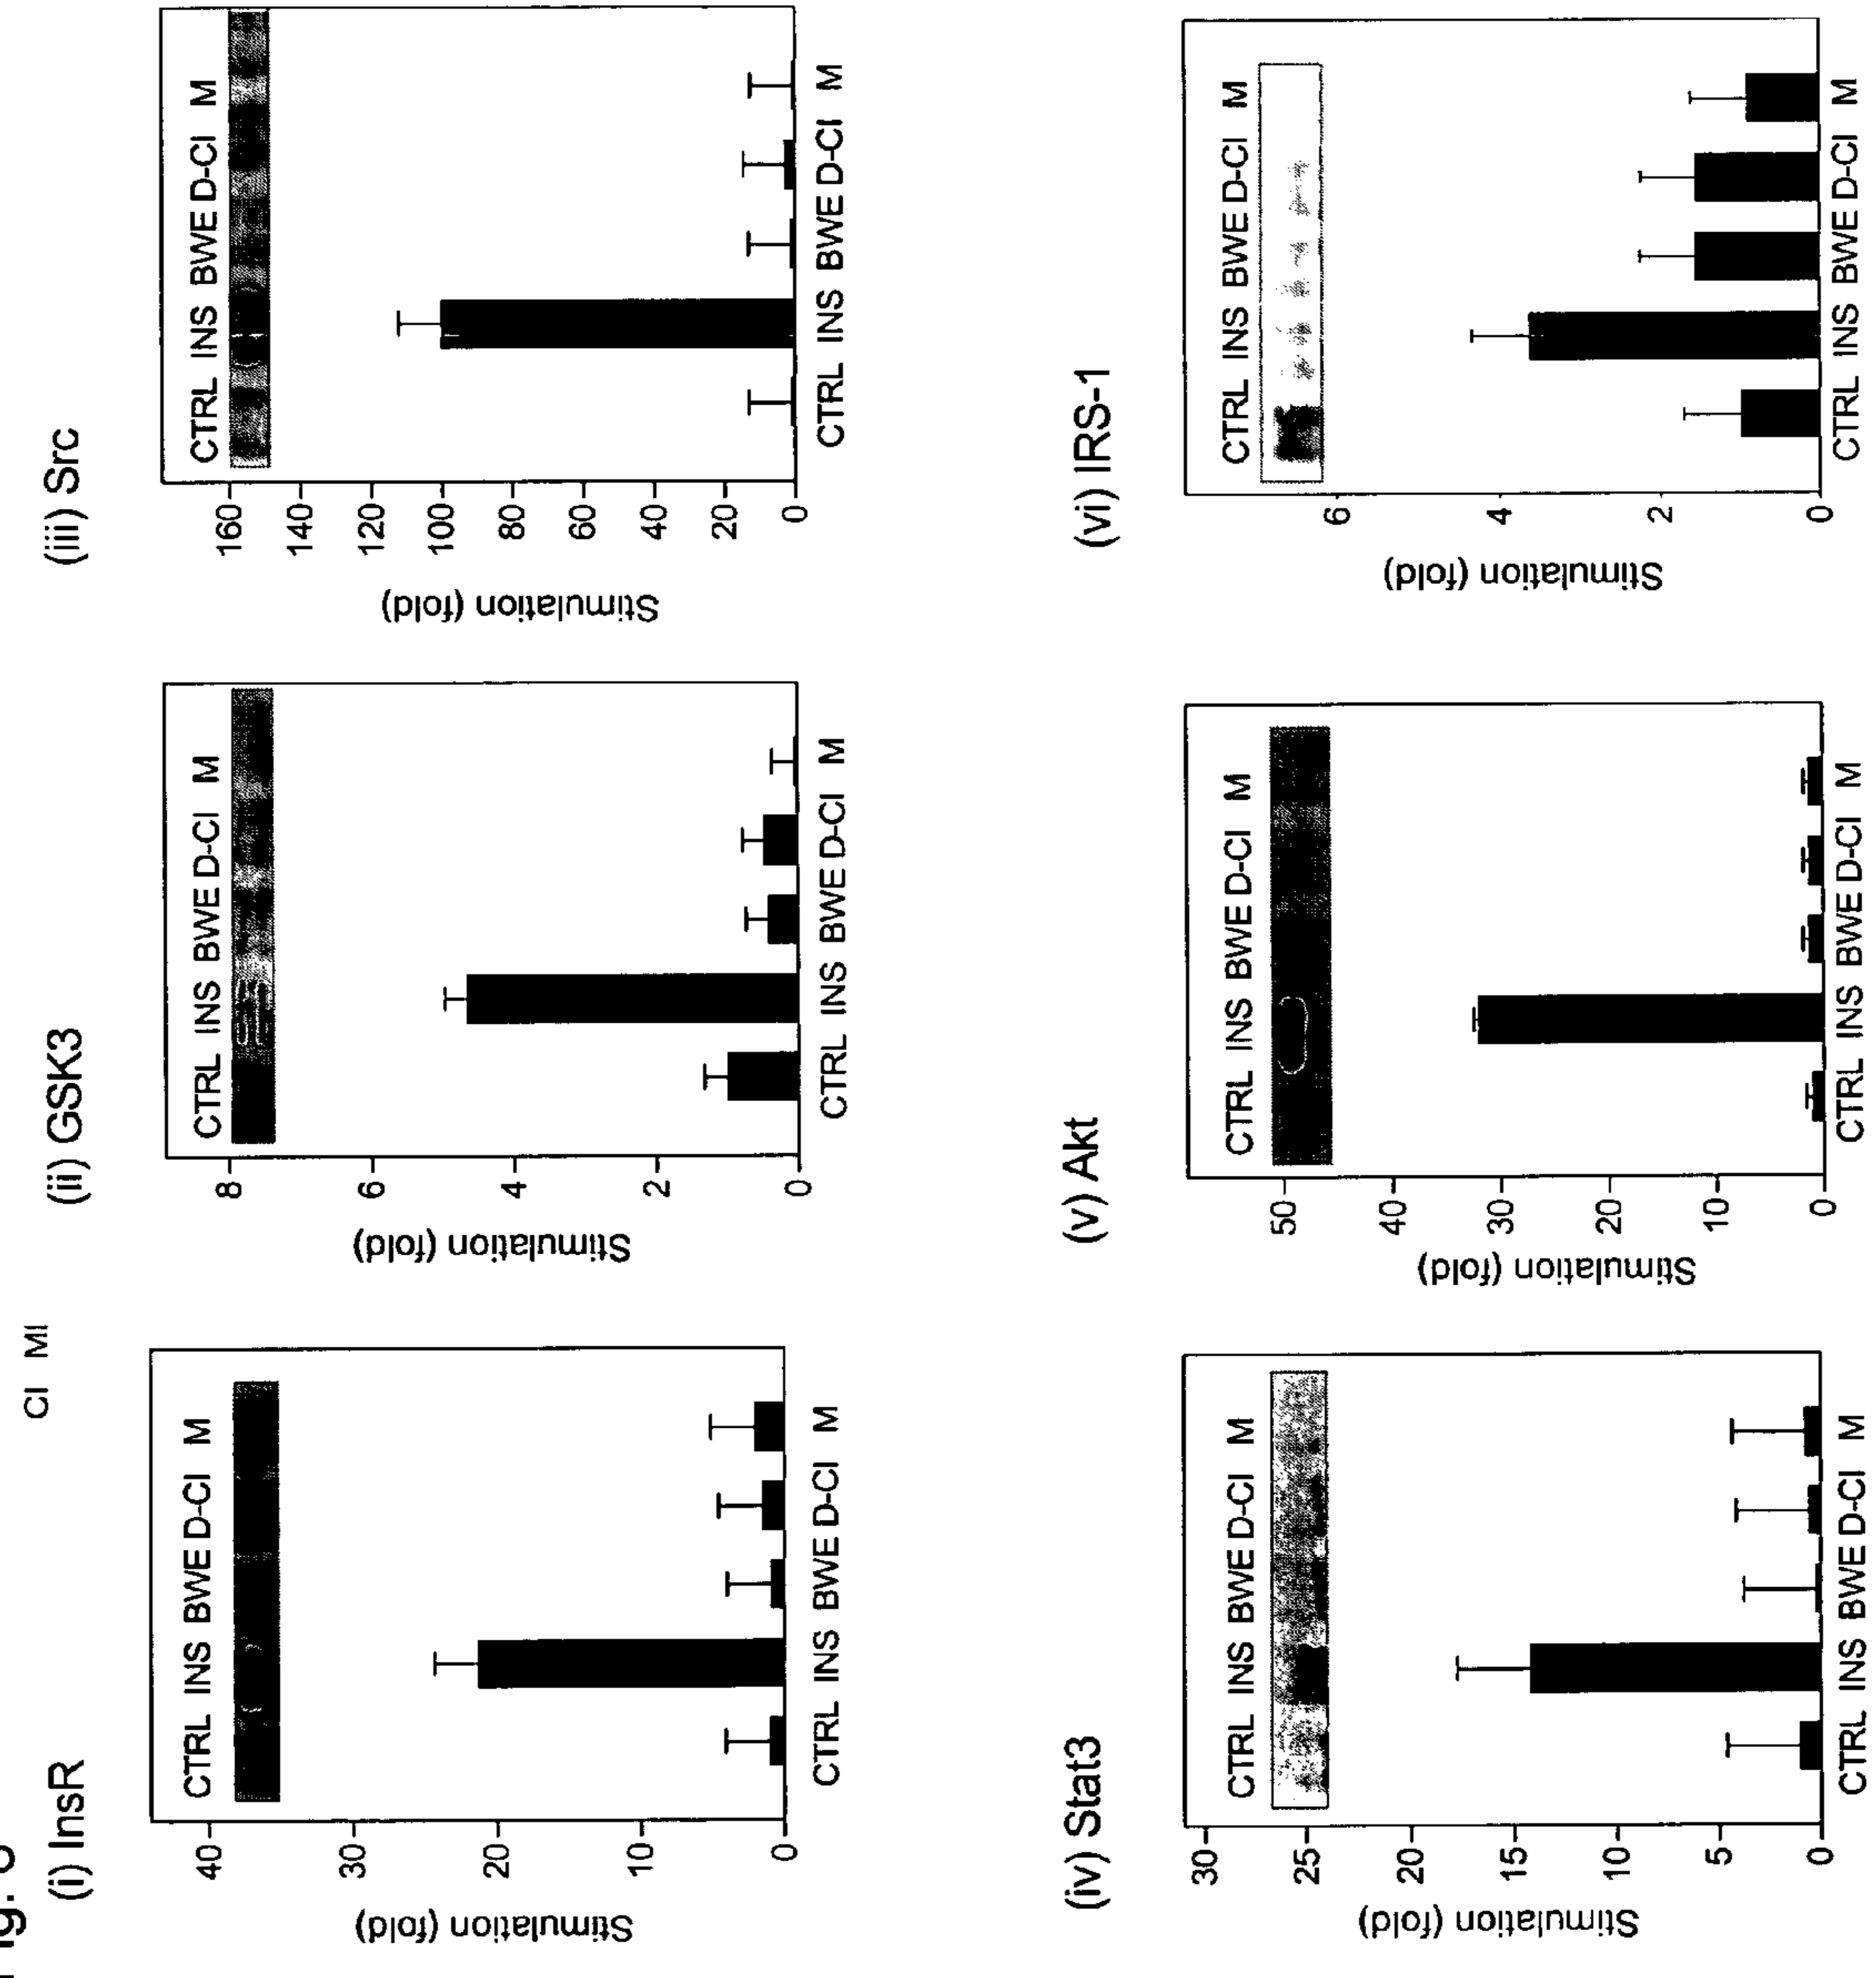 CI MI
(i) InsR
CTRL INS BWE D-CI M
40
30
20
10
0
Stimulation (fold)
CTRL INS BWE D-CI M
(ii) GSK3
CTRL INS BWE D-CI M
8
6
4
2
0
Stimulation (fold)
CTRL INS BWE D-CI M
(iii) Src
CTRL INS BWE D-CI M
160
140
120
100
80
60
40
20
0
Stimulation (fold)
CTRL INS BWE D-CI M
(iv) Stat3
CTRL INS BWE D-CI M
30
25
20
15
10
5
0
Stimulation (fold)
CTRL INS BWE D-CI M
(v) Akt
CTRL INS BWE D-CI M
50
40
30
20
10
0
Stimulation (fold)
CTRL INS BWE D-CI M
(vi) IRS-1
CTRL INS BWE D-CI M
6
4
2
0
Stimulation (fold)
CTRL INS BWE D-CI M